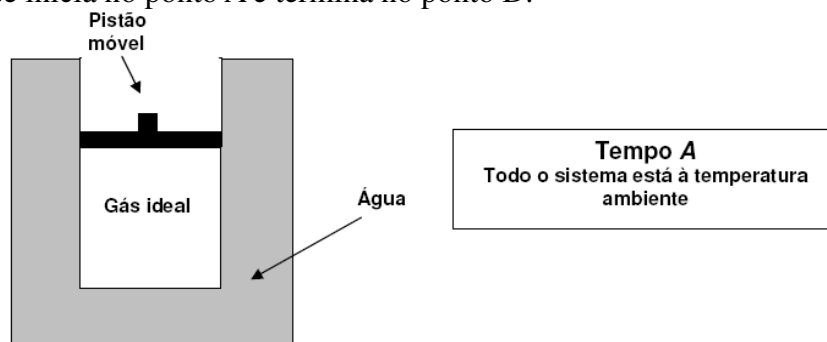 Pistão
móvel
Gás ideal
Água
Tempo A
Todo o sistema está à temperatura
ambiente